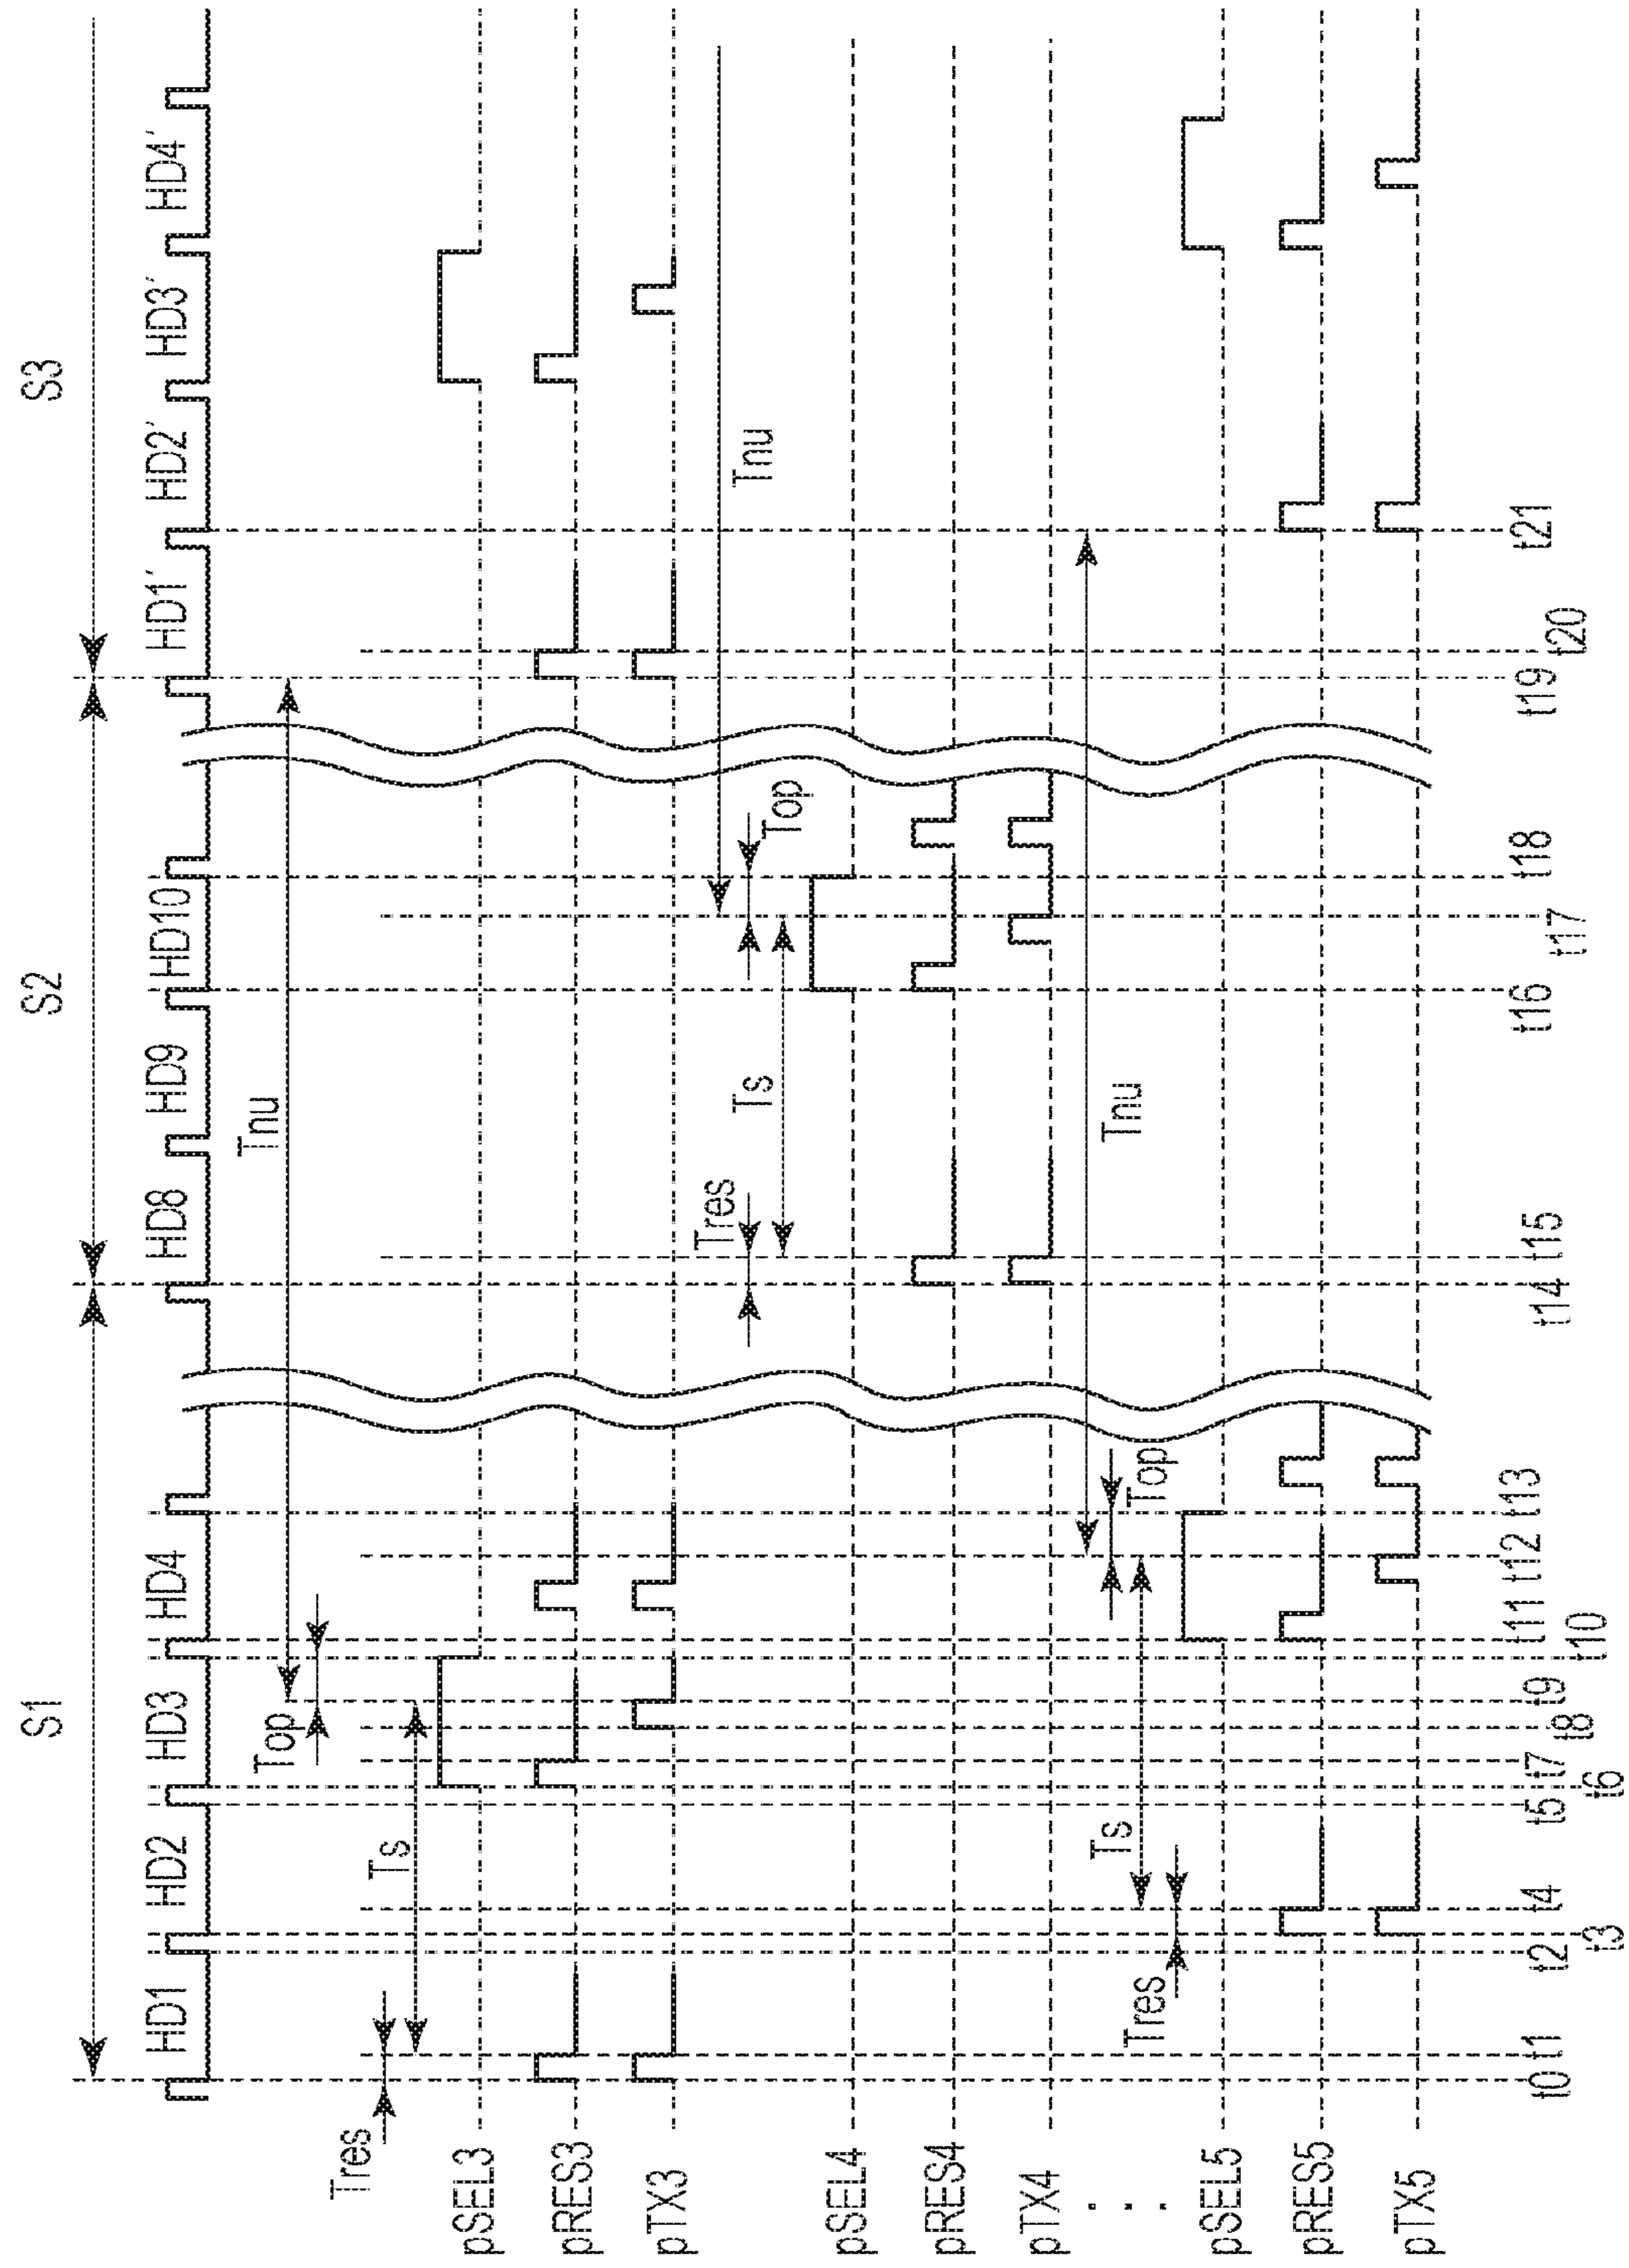 S1 S2 S3
HD1 HD2 HD3 HD4 HD8 HD9 HD10 HD1′ HD2′ HD3′ HD4′
Top Tnu
Tres Ts
pSEL3
pRES3
pTX3
Tres Ts Top Tnu
pSEL4
pRES4
pTX4
Tnu
Tres Ts Top
pSEL5
pRES5
pTX5
t0 t1 t2 t3 t4 t5 t6 t7 t8 t9 t10 t11 t12 t13 t14 t15 t16 t17 t18 t19 t20 t21